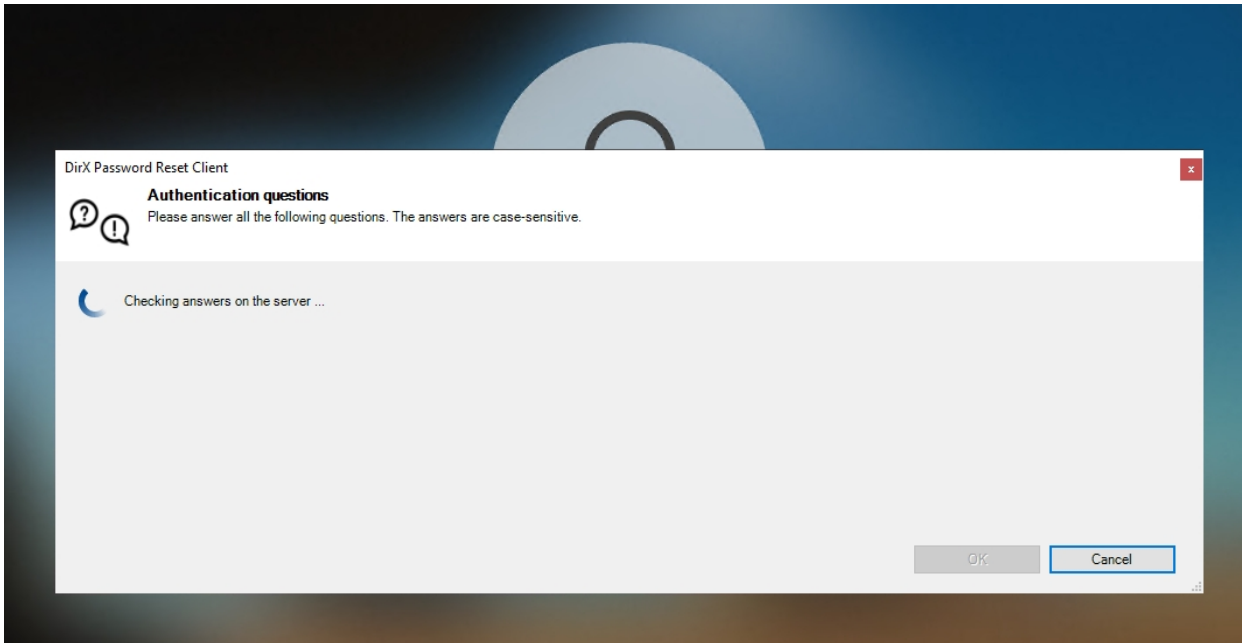 DirX Password Reset Client
x
Authentication questions
Please answer all the following questions. The answers are case-sensitive.
Checking answers on the server ...
OK
Cancel